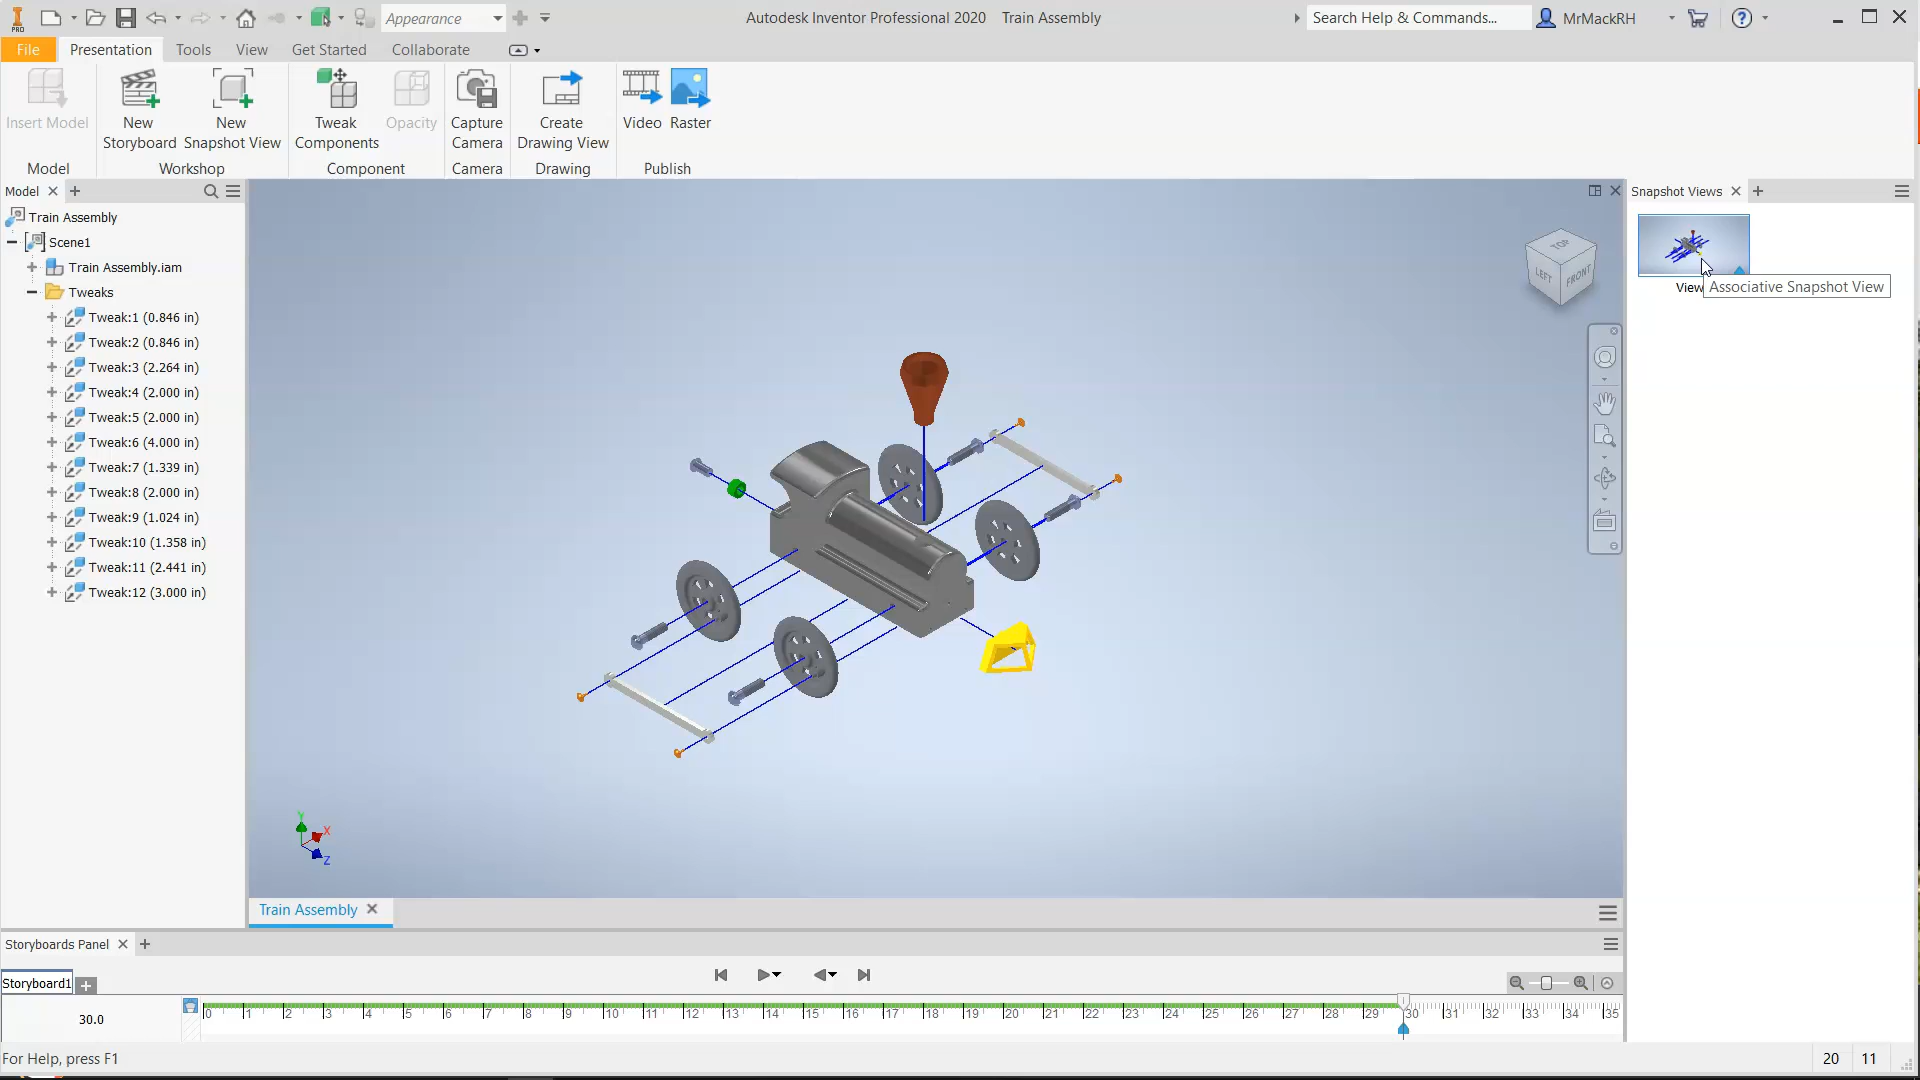 PRO
Appearance
Autodesk Inventor Professional 2020 Train Assembly
Search Help & Commands...
MrMackRH
File
Presentation
Tools
View
Get Started
Collaborate
Insert Model
New Storyboard
New Snapshot View
Tweak Components
Opacity
Capture Camera
Create Drawing View
Video
Raster
Model
Workshop
Component
Camera
Drawing
Publish
Model
Train Assembly
Scene1
Train Assembly.iam
Tweaks
Tweak:1 (0.846 in)
Tweak:2 (0.846 in)
Tweak:3 (2.264 in)
Tweak:4 (2.000 in)
Tweak:5 (2.000 in)
Tweak:6 (4.000 in)
Tweak:7 (1.339 in)
Tweak:8 (2.000 in)
Tweak:9 (1.024 in)
Tweak:10 (1.358 in)
Tweak:11 (2.441 in)
Tweak:12 (3.000 in)
TOP
LEFT
FRONT
Y
X
Z
Snapshot Views
View
Associative Snapshot View
Train Assembly
Storyboards Panel
Storyboard1
30.0
0 1 2 3 4 5 6 7 8 9 10 11 12 13 14 15 16 17 18 19 20 21 22 23 24 25 26 27 28 29 30 31 32 33 34 35
For Help, press F1
20 11